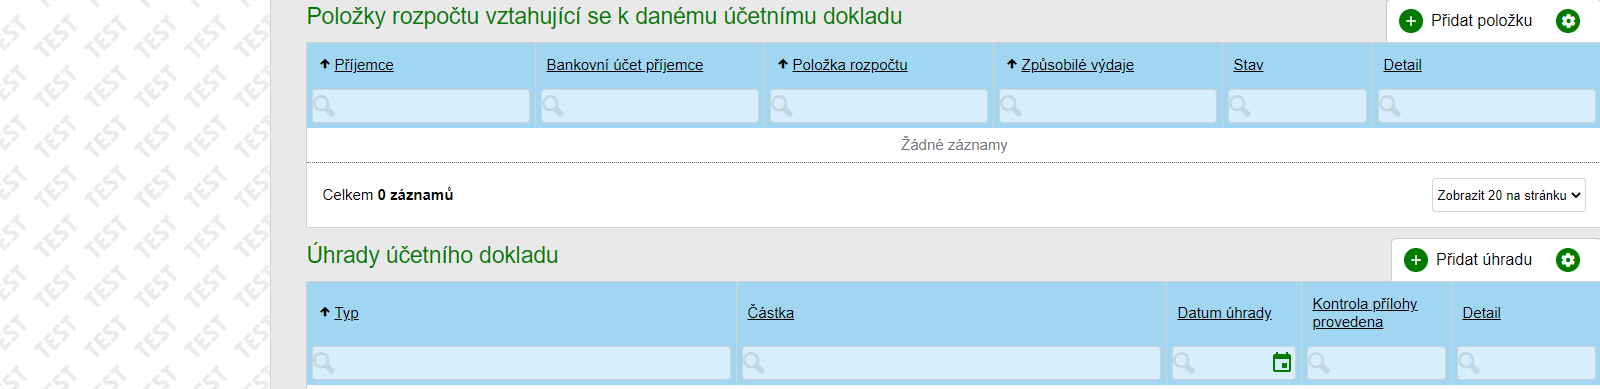 Položky rozpočtu vztahující se k danému účetnímu dokladu
Přidat položku
Příjemce
Bankovní účet příjemce
Položka rozpočtu
Způsobilé výdaje
Stav
Detail
Žádné záznamy
Celkem 0 záznamů
Zobrazit 20 na stránku
Úhrady účetního dokladu
Přidat úhradu
Typ
Částka
Datum úhrady
Kontrola přílohy
provedena
Detail
TEST